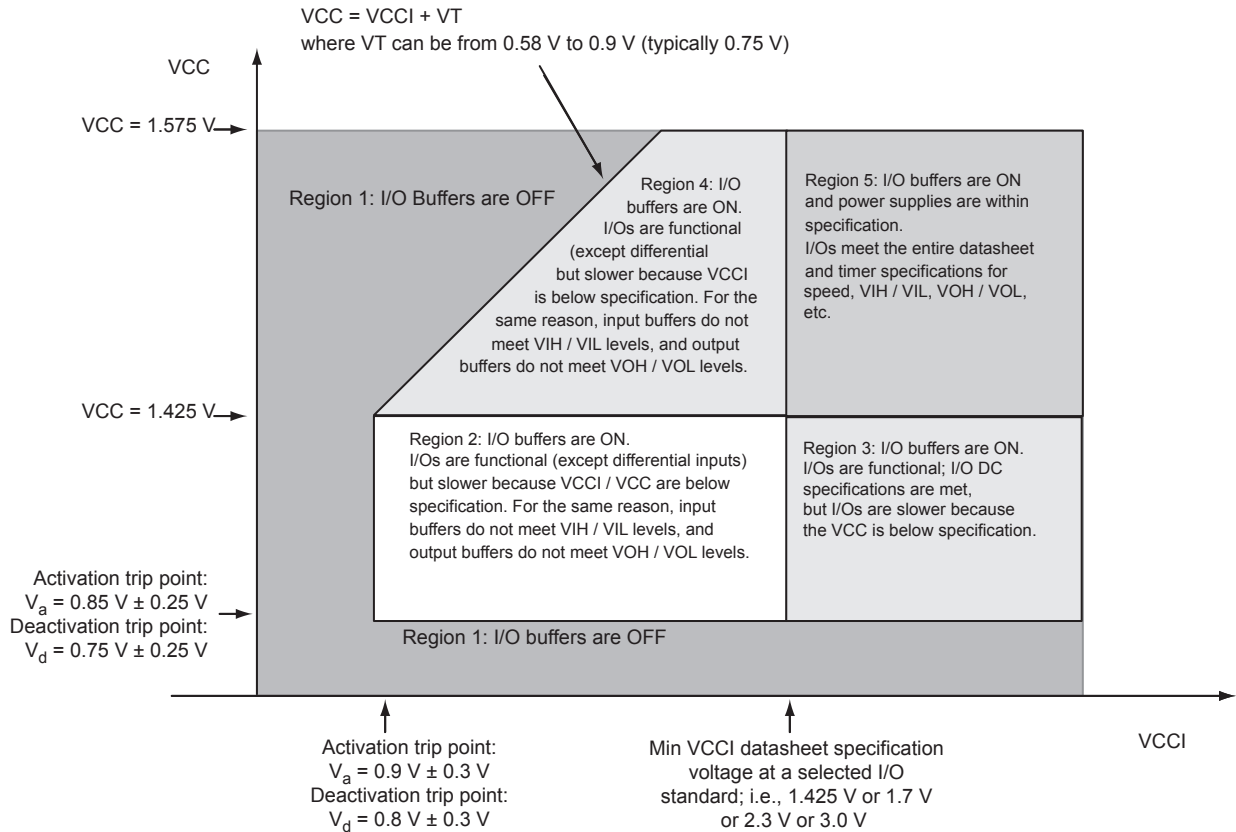 VCC = VCCI + VT
where VT can be from 0.58 V to 0.9 V (typically 0.75 V)
VCC
VCC = 1.575 V
Region 1: I/O Buffers are OFF
Region 4: I/O
buffers are ON.
I/Os are functional
(except differential
but slower because VCCI
is below specification. For the
same reason, input buffers do not
meet VIH / VIL levels, and output
buffers do not meet VOH / VOL levels.
Region 5: I/O buffers are ON
and power supplies are within
specification.
I/Os meet the entire datasheet
and timer specifications for
speed, VIH / VIL, VOH / VOL,
etc.
VCC = 1.425 V
Region 2: I/O buffers are ON.
I/Os are functional (except differential inputs)
but slower because VCCI / VCC are below
specification. For the same reason, input
buffers do not meet VIH / VIL levels, and
output buffers do not meet VOH / VOL levels.
Region 3: I/O buffers are ON.
I/Os are functional; I/O DC
specifications are met,
but I/Os are slower because
the VCC is below specification.
Activation trip point:
Va = 0.85 V ± 0.25 V
Deactivation trip point:
Vd = 0.75 V ± 0.25 V
Region 1: I/O buffers are OFF
Activation trip point:
Va = 0.9 V ± 0.3 V
Deactivation trip point:
Vd = 0.8 V ± 0.3 V
Min VCCI datasheet specification
voltage at a selected I/O
standard; i.e., 1.425 V or 1.7 V
or 2.3 V or 3.0 V
VCCI